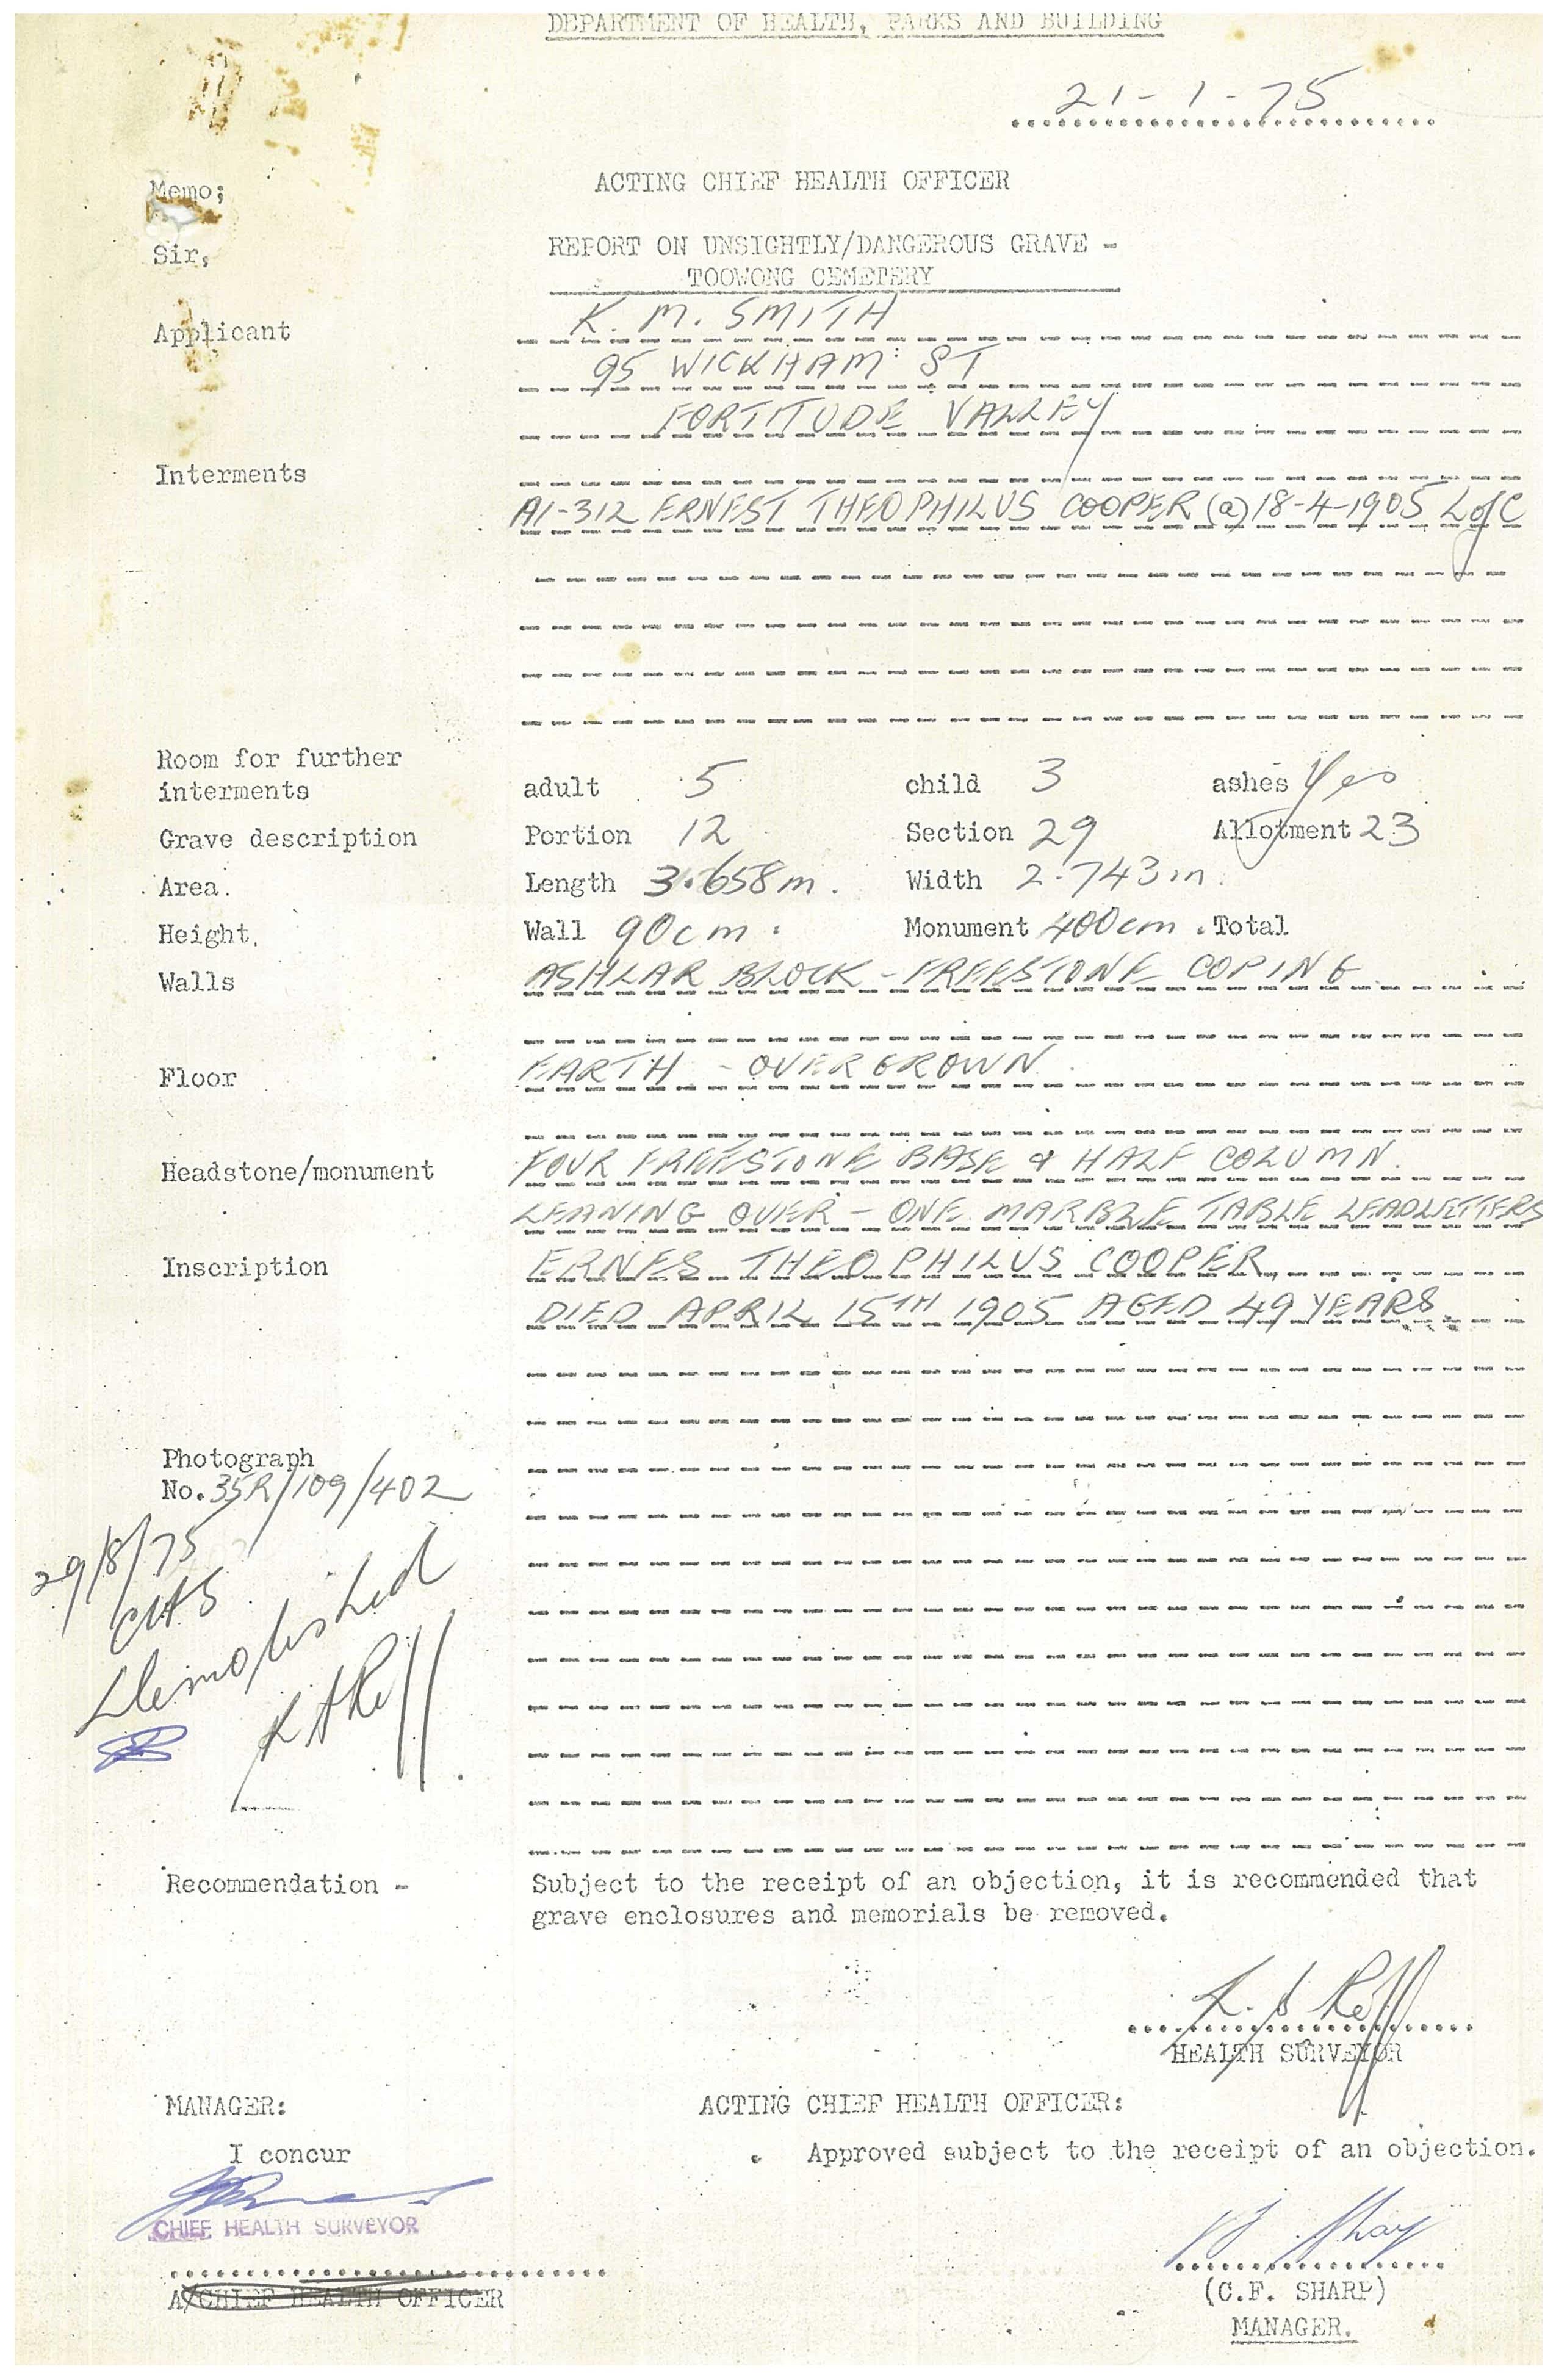 DEPARTMENT OF HEALTH, PARKS AND BUILDING
21-1-75
Memo; ACTING CHIEF HEALTH OFFICER
Sir, REPORT ON UNSIGHTLY/DANGEROUS GRAVE -
TOOWONG CEMETERY
Applicant K. M. SMITH
95 WICKHAM ST
FORTITUDE VALLEY
Interments
A1-312 ERNEST THEOPHILUS COOPER (a) 18-4-1905 L of C
Room for further
interments adult 5 child 3 ashes Yes
Grave description Portion 12 Section 29 Allotment 23
Area. Length 3.658m. Width 2.743m.
Height. Wall 90cm. Monument 400cm. Total
Walls ASHLAR BLOCK - FREESTONE COPING
Floor EARTH - OVERGROWN
Headstone/monument FOUR FREESTONE BASE & HALF COLUMN.
LEANING OVER - ONE MARBLE TABLE LEADLETTERS
Inscription ERNES THEOPHILUS COOPER
DIED APRIL 15TH 1905 AGED 49 YEARS
Photograph
No. 35R/109/402
29/8/75
Demolished
Recommendation - Subject to the receipt of an objection, it is recommended that
grave enclosures and memorials be removed.
HEALTH SURVEYOR
MANAGER: ACTING CHIEF HEALTH OFFICER:
I concur Approved subject to the receipt of an objection.
CHIEF HEALTH SURVEYOR
A/CHIEF HEALTH OFFICER (C.F. SHARP)
MANAGER.